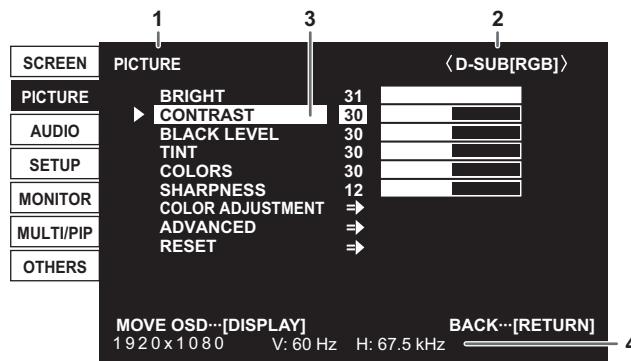 1 3 2
SCREEN
PICTURE
AUDIO
SETUP
MONITOR
MULTI/PIP
OTHERS
PICTURE 〈D-SUB[RGB]〉
BRIGHT 31
CONTRAST 30
BLACK LEVEL 30
TINT 30
COLORS 30
SHARPNESS 12
COLOR ADJUSTMENT
ADVANCED
RESET
MOVE OSD···[DISPLAY] BACK···[RETURN]
1920x1080 V: 60 Hz H: 67.5 kHz 4